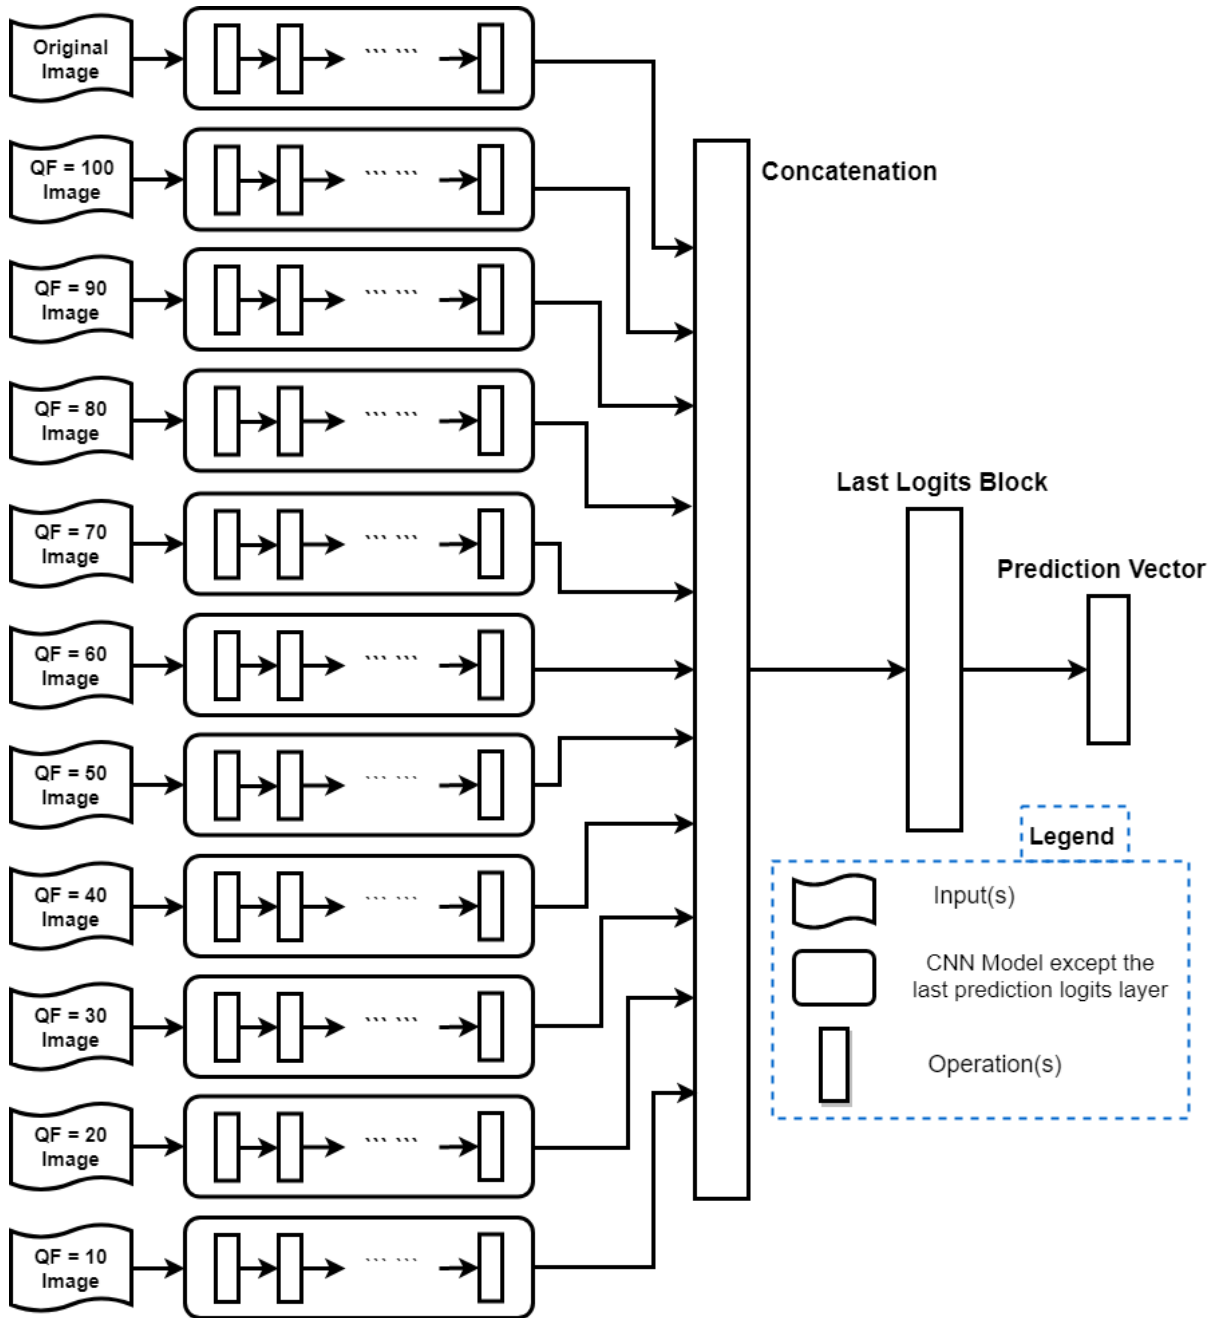 Original
Image
QF = 100
Image
Concatenation
QF = 90
Image
QF = 80
Image
Last Logits Block
QF = 70
Image
Prediction Vector
QF = 60
Image
QF = 50
Image
Legend
QF = 40
Image
Input(s)
CNN Model except the
last prediction logits layer
QF = 30
Image
Operation(s)
QF = 20
Image
QF = 10
Image